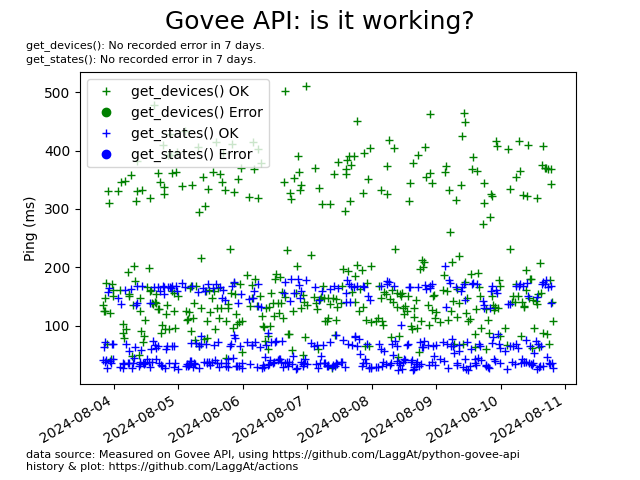 Govee API: is it working?
get_devices(): No recorded error in 7 days.
get_states(): No recorded error in 7 days.
get_devices() OK
get_devices() Error
get_states() OK
get_states() Error
Ping (ms)
500
400
300
200
100
2024-08-04
2024-08-05
2024-08-06
2024-08-07
2024-08-08
2024-08-09
2024-08-10
2024-08-11
data source: Measured on Govee API, using https://github.com/LaggAt/python-govee-api
history & plot: https://github.com/LaggAt/actions